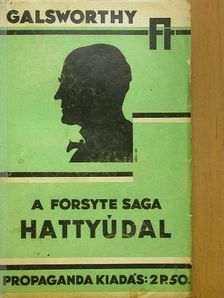 GALSWORTHY
A FORSYTE SAGA
HATTYÚDAL
PROPAGANDA KIADÁS: 2 P. 50.